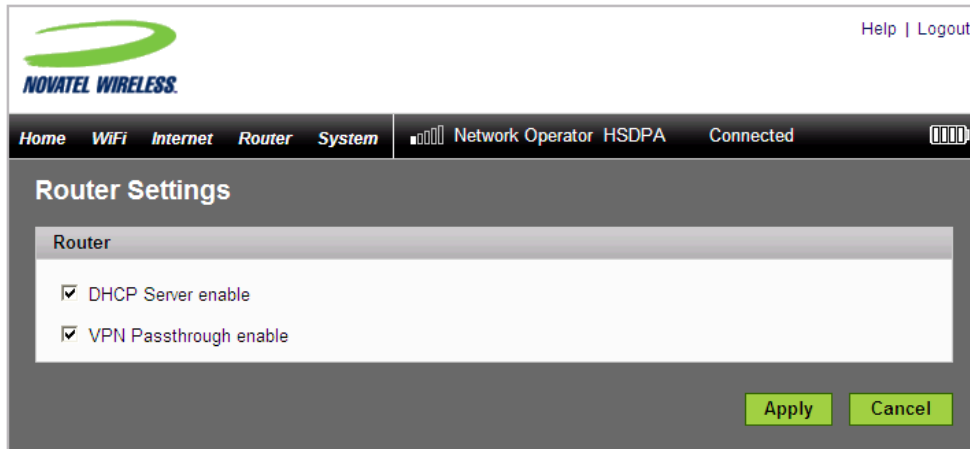 Help | Logout
NOVATEL WIRELESS.
Home WiFi Internet Router System Network Operator HSDPA Connected
Router Settings
Router
DHCP Server enable
VPN Passthrough enable
Apply Cancel